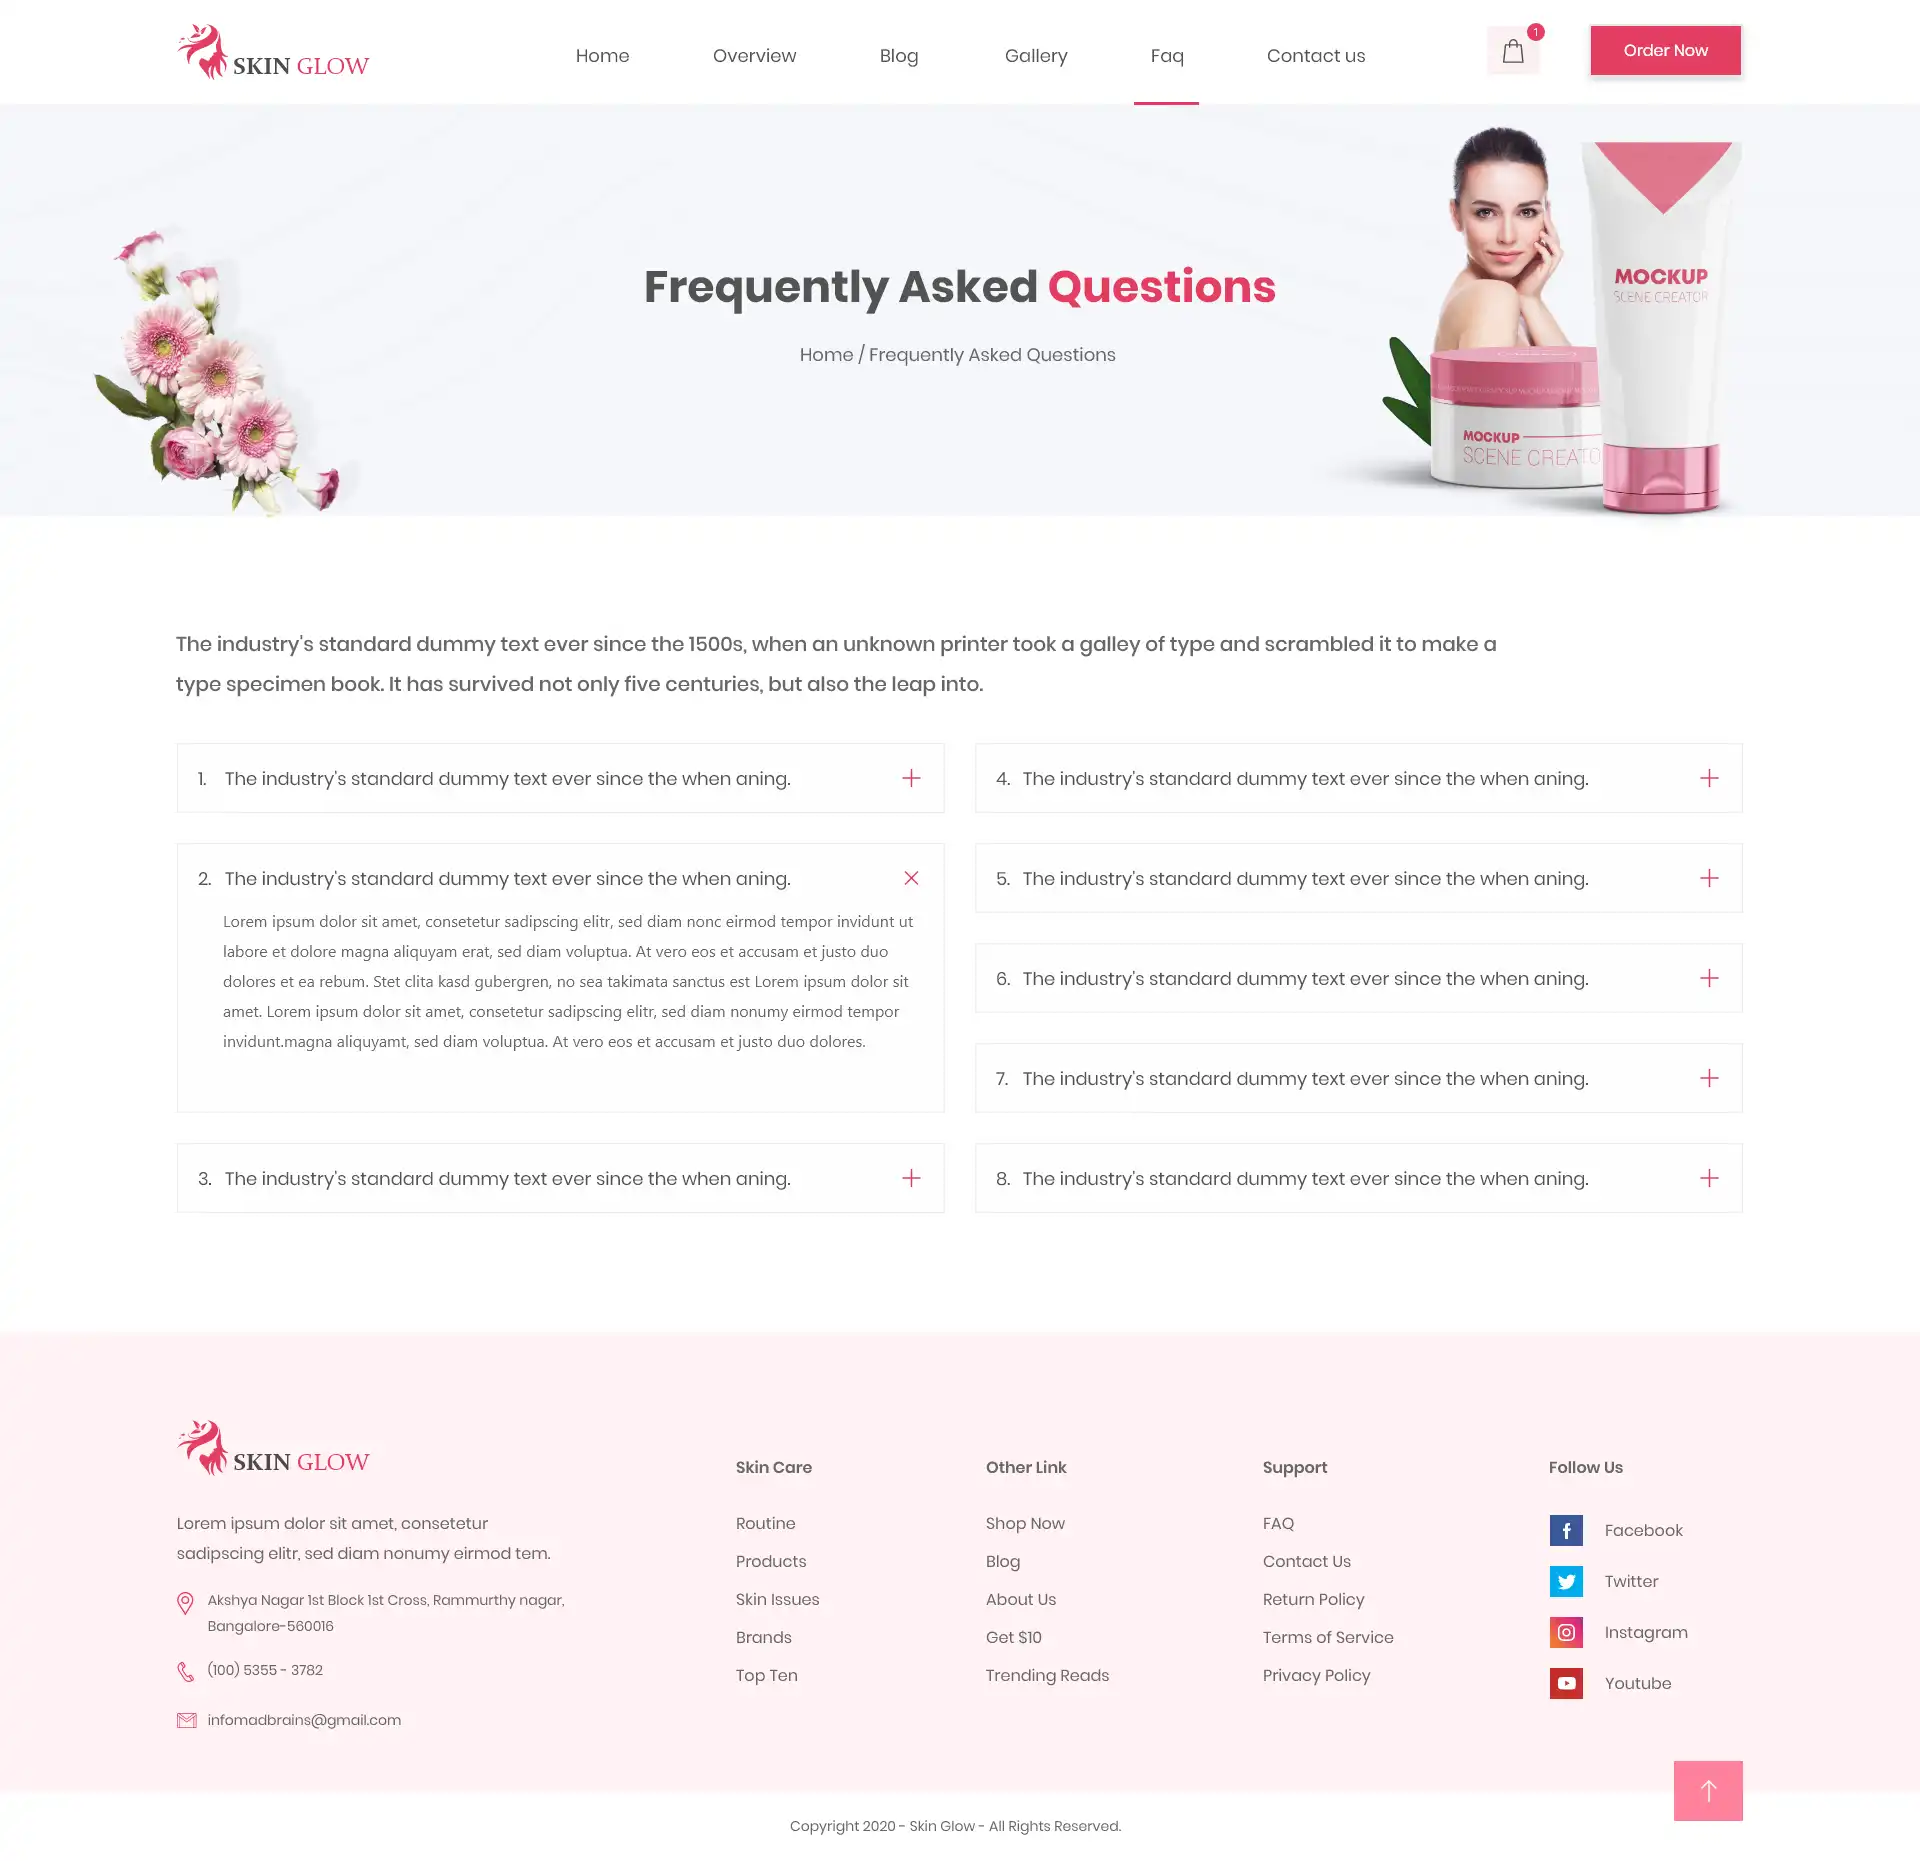 SKIN GLOW
Home
Overview
Blog
Gallery
Faq
Contact us
1
Order Now
Frequently Asked Questions
Home / Frequently Asked Questions
MOCKUP
SCENE CREATOR
MOCKUP
SCENE CREATO
The industry's standard dummy text ever since the 1500s, when an unknown printer took a galley of type and scrambled it to make a
type specimen book. It has survived not only five centuries, but also the leap into.
1. The industry's standard dummy text ever since the when aning.
2. The industry's standard dummy text ever since the when aning.
Lorem ipsum dolor sit amet, consetetur sadipscing elitr, sed diam nonc eirmod tempor invidunt ut
labore et dolore magna aliquyam erat, sed diam voluptua. At vero eos et accusam et justo duo
dolores et ea rebum. Stet clita kasd gubergren, no sea takimata sanctus est Lorem ipsum dolor sit
amet. Lorem ipsum dolor sit amet, consetetur sadipscing elitr, sed diam nonumy eirmod tempor
invidunt.magna aliquyamt, sed diam voluptua. At vero eos et accusam et justo duo dolores.
3. The industry's standard dummy text ever since the when aning.
4. The industry's standard dummy text ever since the when aning.
5. The industry's standard dummy text ever since the when aning.
6. The industry's standard dummy text ever since the when aning.
7. The industry's standard dummy text ever since the when aning.
8. The industry's standard dummy text ever since the when aning.
SKIN GLOW
Lorem ipsum dolor sit amet, consetetur
sadipscing elitr, sed diam nonumy eirmod tem.
Akshya Nagar 1st Block 1st Cross, Rammurthy nagar,
Bangalore-560016
(100) 5355 - 3782
infomadbrains@gmail.com
Skin Care
Routine
Products
Skin Issues
Brands
Top Ten
Other Link
Shop Now
Blog
About Us
Get $10
Trending Reads
Support
FAQ
Contact Us
Return Policy
Terms of Service
Privacy Policy
Follow Us
Facebook
Twitter
Instagram
Youtube
Copyright 2020 - Skin Glow - All Rights Reserved.